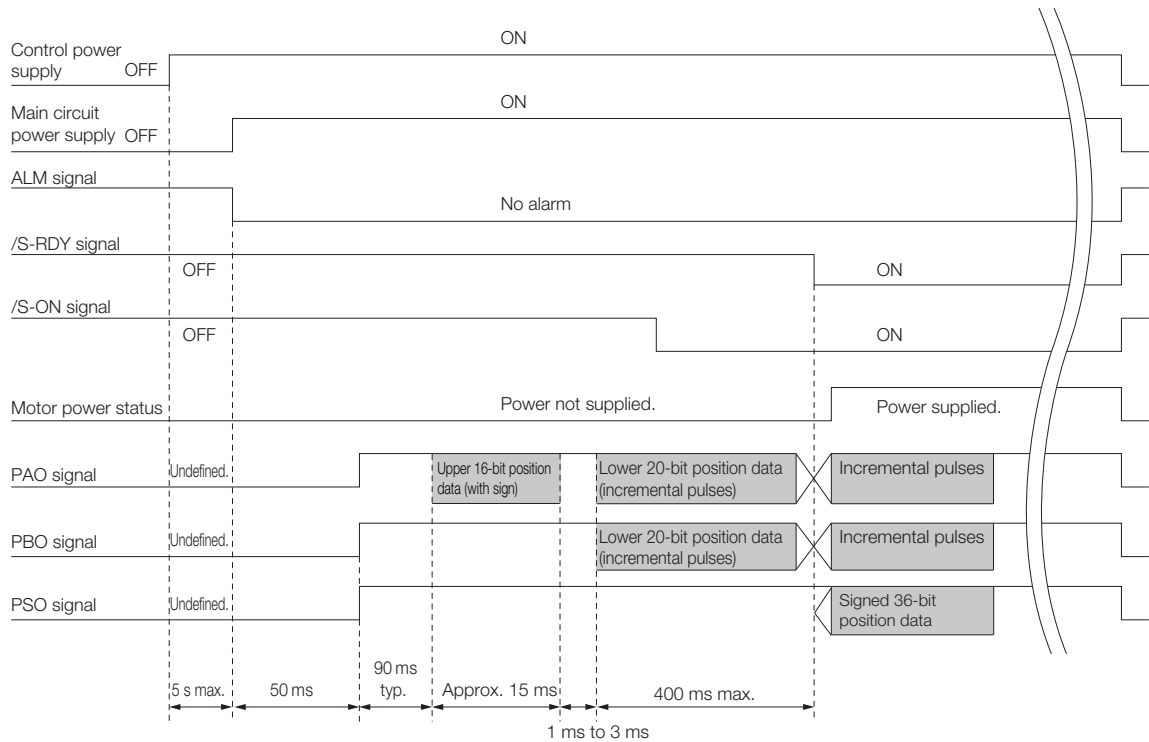 ON
Control power
supply OFF
ON
Main circuit
power supply OFF
ALM signal
No alarm
/S-RDY signal
OFF
ON
/S-ON signal
OFF
ON
Motor power status
Power not supplied.
Power supplied.
PAO signal
Undefined.
Upper 16-bit position
data (with sign)
Lower 20-bit position data
(incremental pulses)
Incremental pulses
PBO signal
Undefined.
Lower 20-bit position data
(incremental pulses)
Incremental pulses
PSO signal
Undefined.
Signed 36-bit
position data
5 s max.
50 ms
90 ms
typ.
Approx. 15 ms
400 ms max.
1 ms to 3 ms